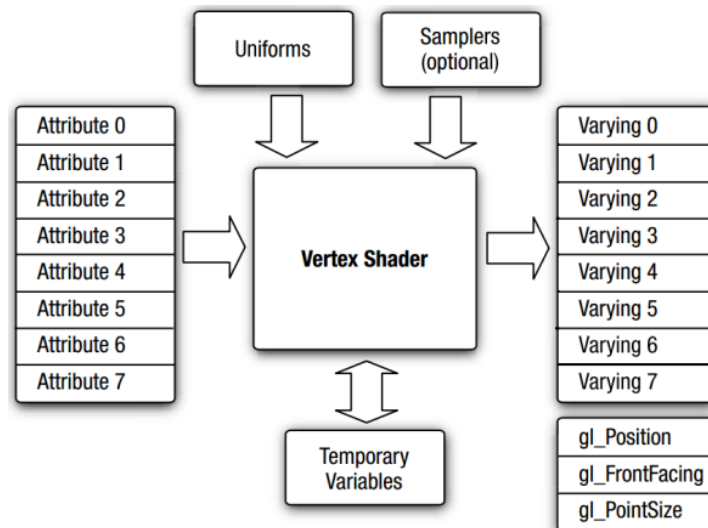 Uniforms
Samplers
(optional)
Attribute 0
Attribute 1
Attribute 2
Attribute 3
Attribute 4
Attribute 5
Attribute 6
Attribute 7
Vertex Shader
Varying 0
Varying 1
Varying 2
Varying 3
Varying 4
Varying 5
Varying 6
Varying 7
Temporary
Variables
gl_Position
gl_FrontFacing
gl_PointSize